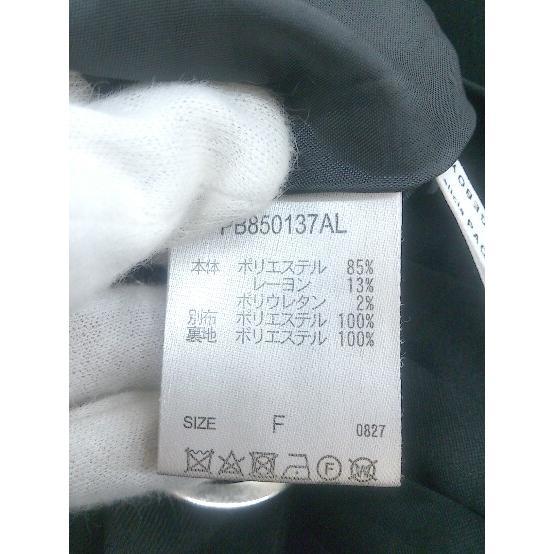 PB850137AL
本体 ポリエステル 85%
レーヨン 13%
ポリウレタン 2%
別布 ポリエステル 100%
裏地 ポリエステル 100%
SIZE F 0827